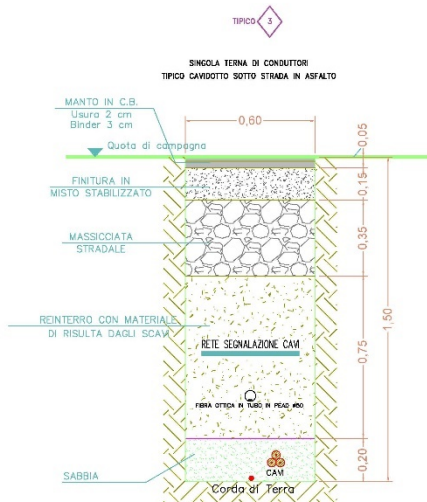 TIPICO 3
SINGOLA TERNA DI CONDUTTORI
TIPICO CAVIDOTTO SOTTO STRADA IN ASFALTO
MANTO IN C.B.
Usura 2 cm
Binder 3 cm
Quota di campagna
0,60
0,05
FINITURA IN
MISTO STABILIZZATO
0,15
MASSICCIATA
STRADALE
0,35
1,50
REINTERRO CON MATERIALE
DI RISULTA DAGLI SCAVI
RETE SEGNALAZIONE CAVI
0,75
FIBRA OTTICA IN TUBO IN PEAD ø50
SABBIA
CAVI
0,20
Corda di Terra